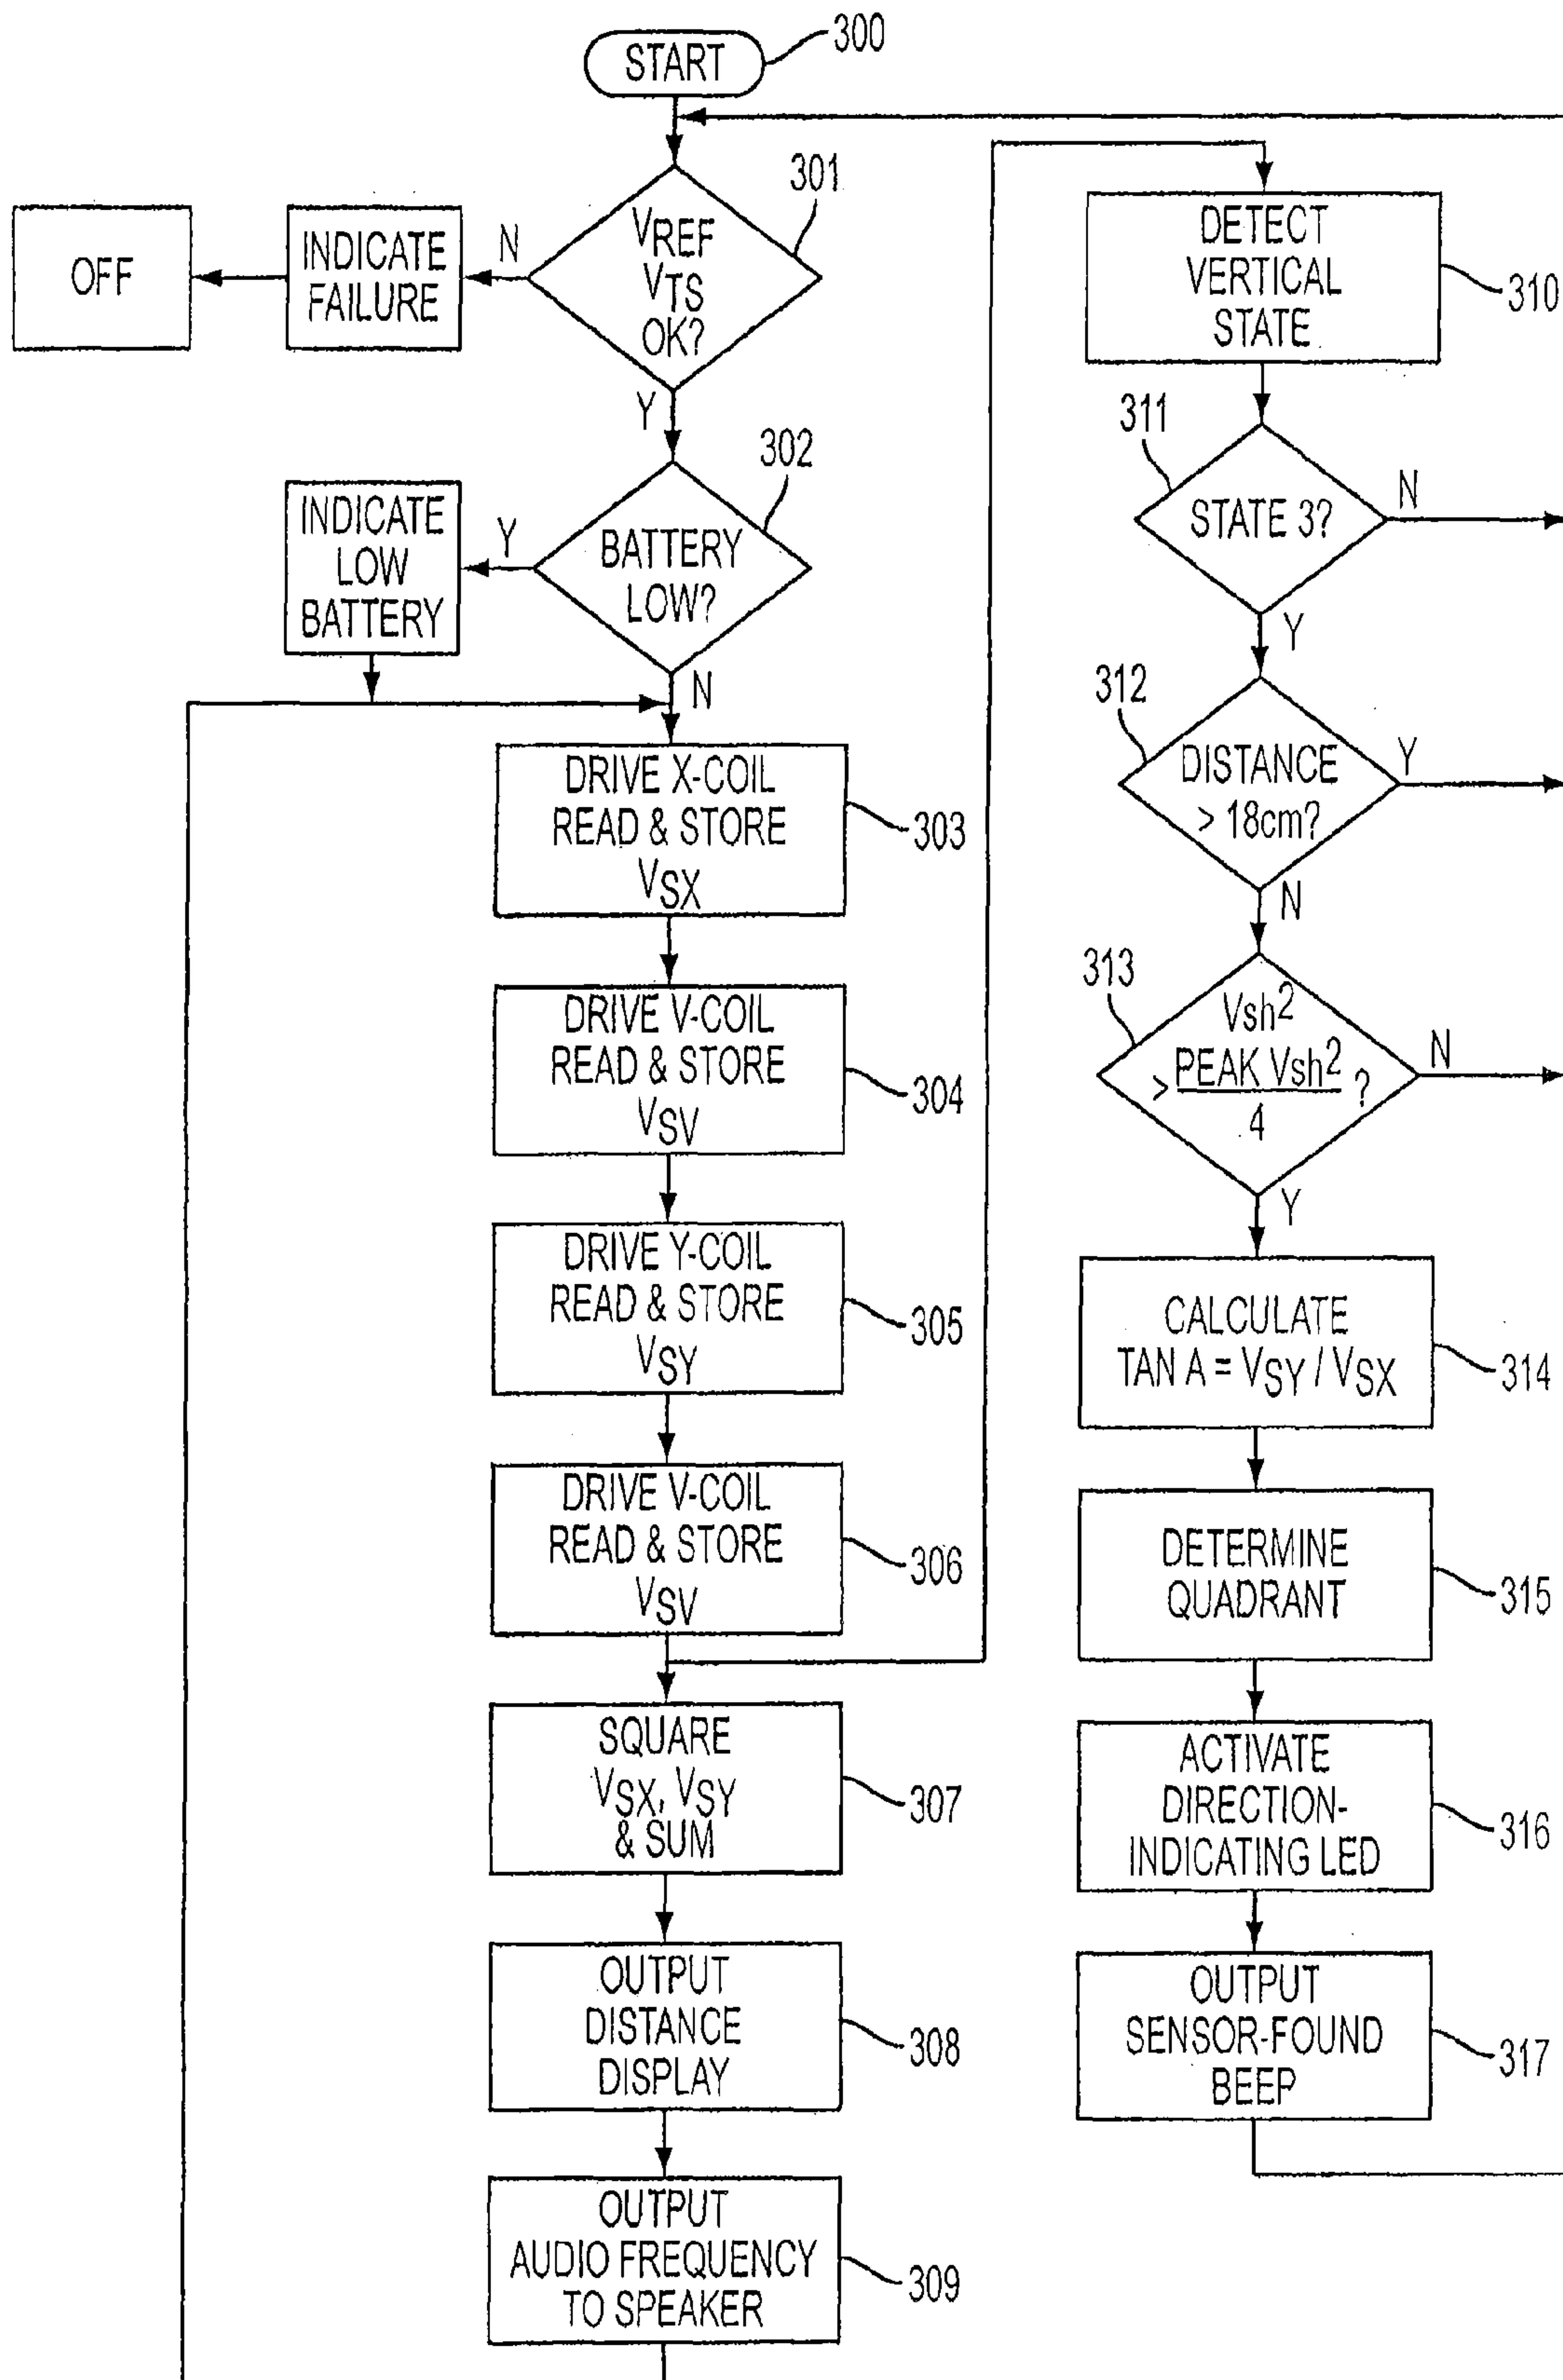 START
300
301
VREF
VTS
OK?
N
INDICATE
FAILURE
OFF
Y
302
BATTERY
LOW?
Y
INDICATE
LOW
BATTERY
N
DRIVE X-COIL
READ & STORE
VSX
303
DRIVE V-COIL
READ & STORE
VSV
304
DRIVE Y-COIL
READ & STORE
VSY
305
DRIVE V-COIL
READ & STORE
VSV
306
SQUARE
VSX, VSY
& SUM
307
OUTPUT
DISTANCE
DISPLAY
308
OUTPUT
AUDIO FREQUENCY
TO SPEAKER
309
DETECT
VERTICAL
STATE
310
311
STATE 3?
N
Y
312
DISTANCE
> 18cm?
Y
N
313
Vsh²
> PEAK Vsh² ?
4
N
Y
CALCULATE
TAN A = VSY / VSX
314
DETERMINE
QUADRANT
315
ACTIVATE
DIRECTION-
INDICATING LED
316
OUTPUT
SENSOR-FOUND
BEEP
317